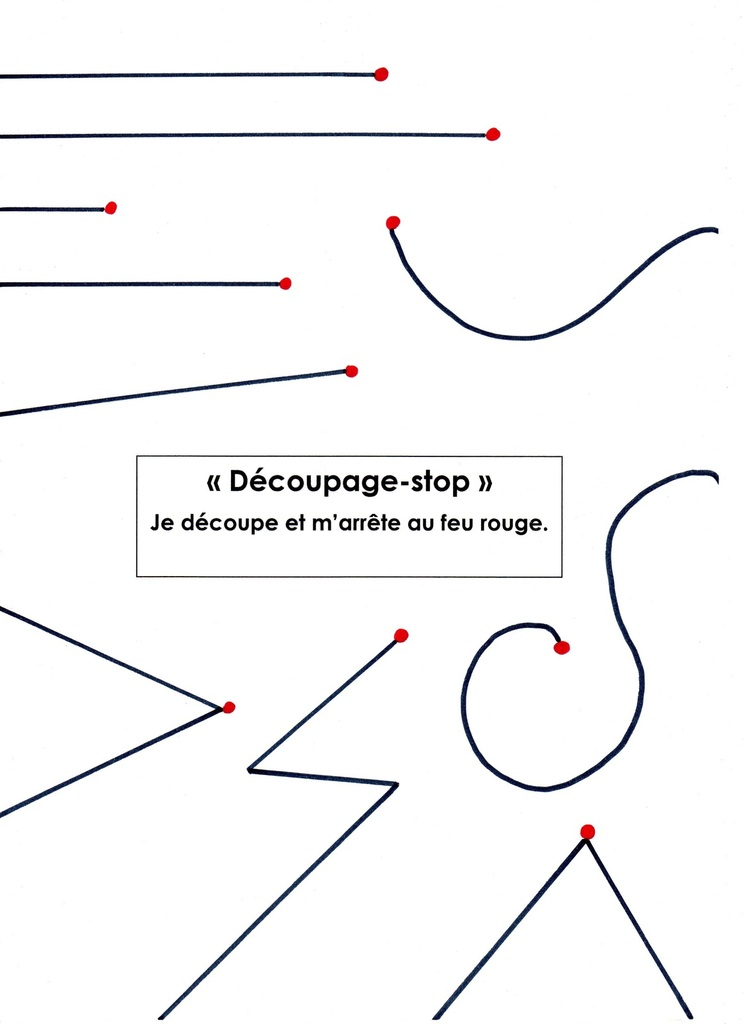 « Découpage-stop »
Je découpe et m’arrête au feu rouge.